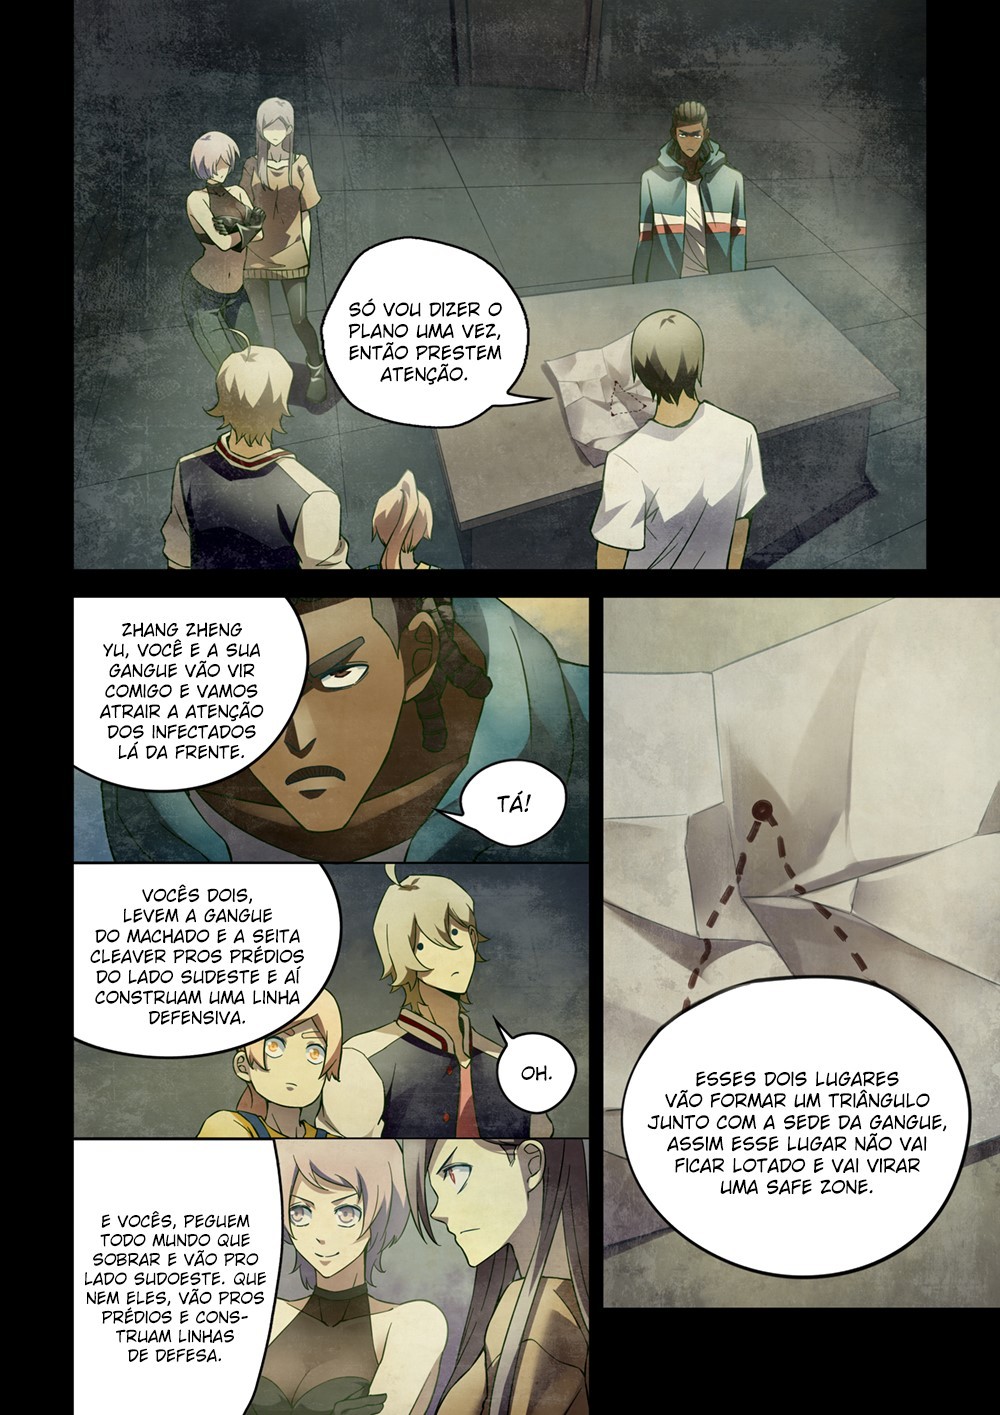 SÓ VOU DIZER O
PLANO UMA VEZ,
ENTÃO PRESTEM
ATENÇÃO.
ZHANG ZHENG
YU, VOCÊ E A SUA
GANGUE VÃO VIR
COMIGO E VAMOS
ATRAIR A ATENÇÃO
DOS INFECTADOS
LÁ DA FRENTE.
TÁ!
VOCÊS DOIS,
LEVEM A GANGUE
DO MACHADO E A SEITA
CLEAVER PROS PRÉDIOS
DO LADO SUDESTE E AÍ
CONSTRUAM UMA LINHA
DEFENSIVA.
OH.
E VOCÊS, PEGUEM
TODO MUNDO QUE
SOBRAR E VÃO PRO
LADO SUDOESTE. QUE
NEM ELES, VÃO PROS
PRÉDIOS E CONS-
TRUAM LINHAS
DE DEFESA.
ESSES DOIS LUGARES
VÃO FORMAR UM TRIÂNGULO
JUNTO COM A SEDE DA GANGUE,
ASSIM ESSE LUGAR NÃO VAI
FICAR LOTADO E VAI VIRAR
UMA SAFE ZONE.